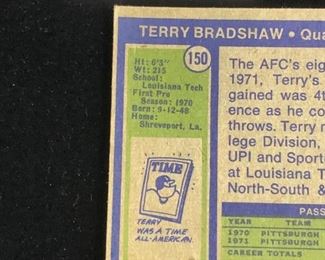 TERRY BRADSHAW • Qua
150
Ht: 6'3"
Wt: 215
School:
Louisiana Tech
First Pro
Season: 1970
Born: 9-12-48
Home:
Shreveport, La.
The AFC's eig
1971, Terry's
gained was 4t
ence as he co
throws. Terry
lege Division,
UPI and Sport
at Louisiana T
North-South &
TIME
TERRY
WAS A TIME
ALL-AMERICAN.
PASS
YEAR TEAM
1970 PITTSBURGH
1971 PITTSBURGH
CAREER TOTALS